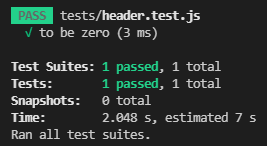 PASS tests/header.test.js
√ to be zero (3 ms)
Test Suites: 1 passed, 1 total
Tests: 1 passed, 1 total
Snapshots: 0 total
Time: 2.048 s, estimated 7 s
Ran all test suites.